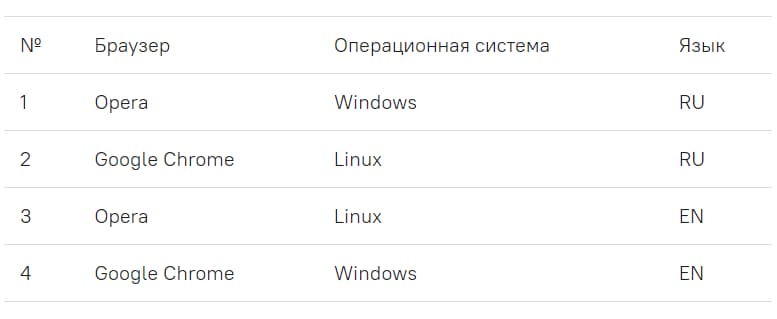 № Браузер Операционная система Язык
1 Opera Windows RU
2 Google Chrome Linux RU
3 Opera Linux EN
4 Google Chrome Windows EN